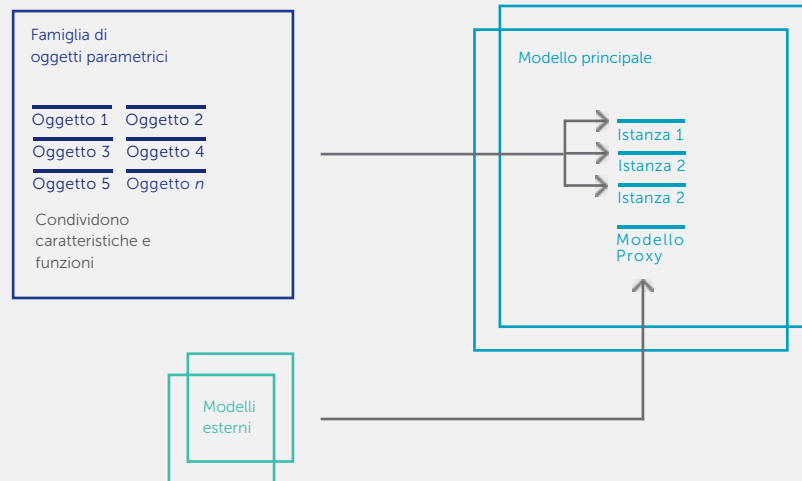 Famiglia di
oggetti parametrici
Oggetto 1 Oggetto 2
Oggetto 3 Oggetto 4
Oggetto 5 Oggetto n
Condividono
caratteristiche e
funzioni
Modello principale
Istanza 1
Istanza 2
Istanza 2
Modello
Proxy
Modelli
esterni